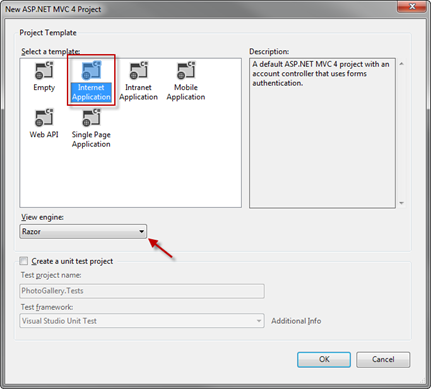 New ASP.NET MVC 4 Project
Project Template
Select a template:
Empty
Internet
Application
Intranet
Application
Mobile
Application
Web API
Single Page
Application
Description:
A default ASP.NET MVC 4 project with an
account controller that uses forms
authentication.
View engine:
Razor
Create a unit test project
Test project name:
PhotoGallery.Tests
Test framework:
Visual Studio Unit Test
Additional Info
OK
Cancel